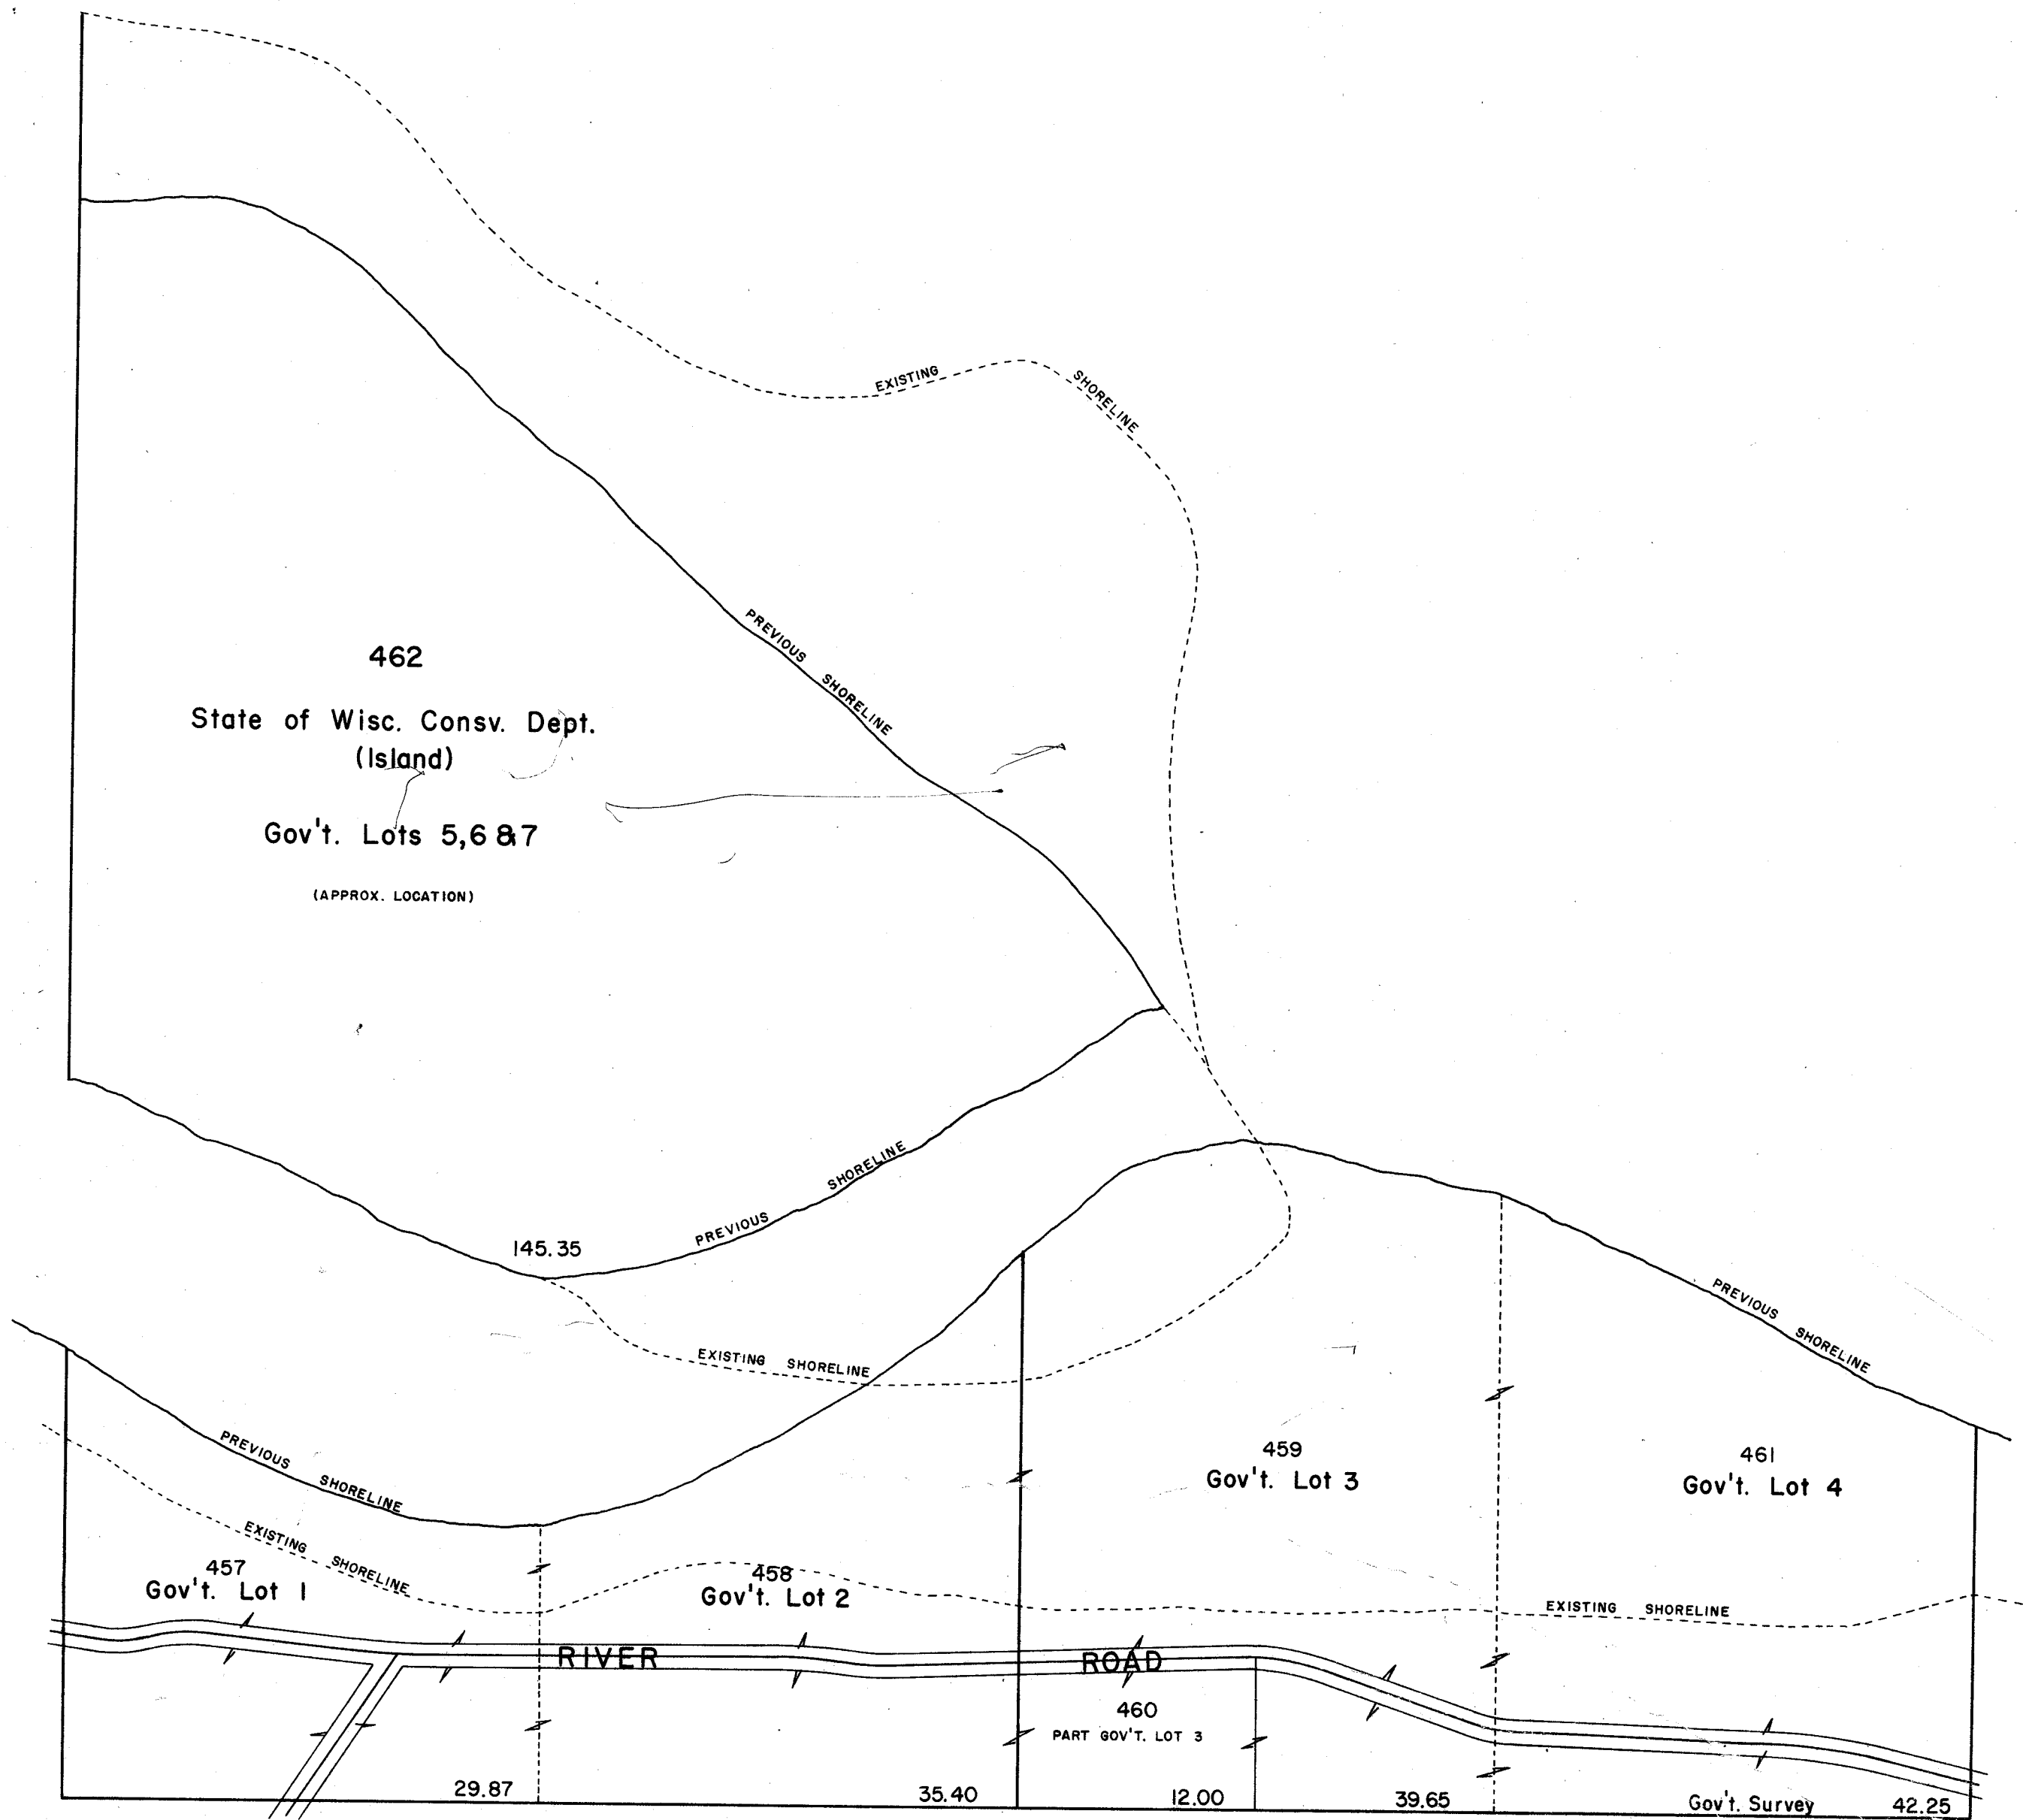 EXISTING SHORELINE
PREVIOUS SHORELINE
462
State of Wisc. Consv. Dept.
(Island)
Gov't. Lots 5,6 & 7
(APPROX. LOCATION)
PREVIOUS SHORELINE
145.35
EXISTING SHORELINE
PREVIOUS SHORELINE
PREVIOUS SHORELINE
EXISTING SHORELINE
459
Gov't. Lot 3
461
Gov't. Lot 4
457
Gov't. Lot 1
458
Gov't. Lot 2
EXISTING SHORELINE
RIVER ROAD
460
PART GOV'T. LOT 3
29.87
35.40
12.00
39.65
Gov't. Survey
42.25